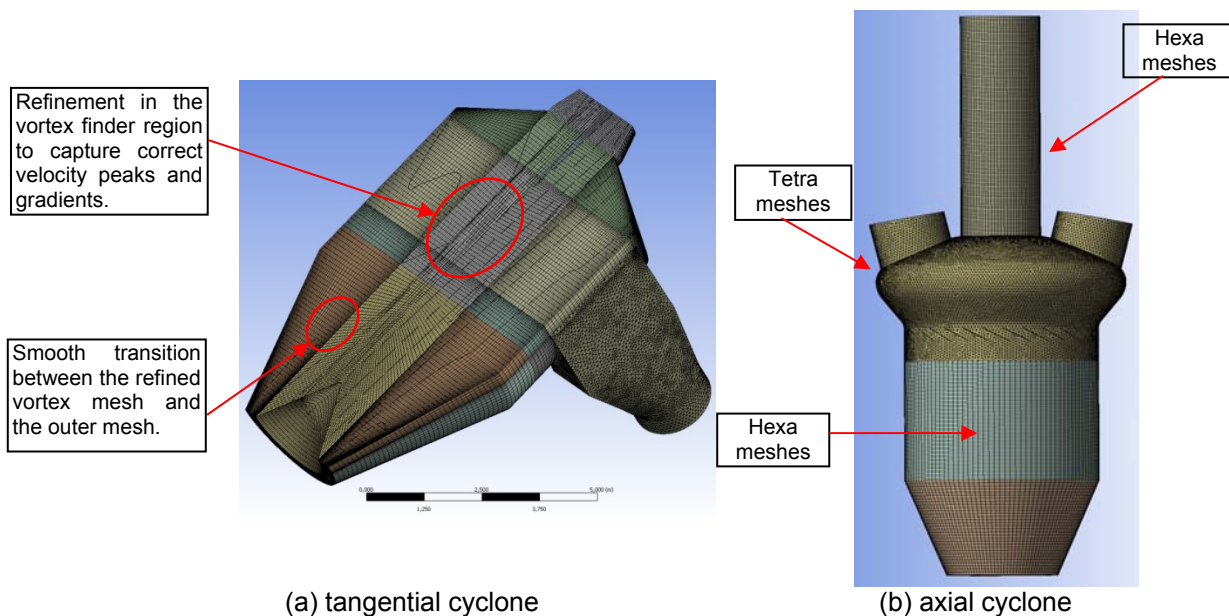 Refinement in the
vortex finder region
to capture correct
velocity peaks and
gradients.
Smooth transition
between the refined
vortex mesh and
the outer mesh.
0,000
2,500
5,000 (m)
1,250
3,750
(a) tangential cyclone
Hexa
meshes
Tetra
meshes
Hexa
meshes
(b) axial cyclone